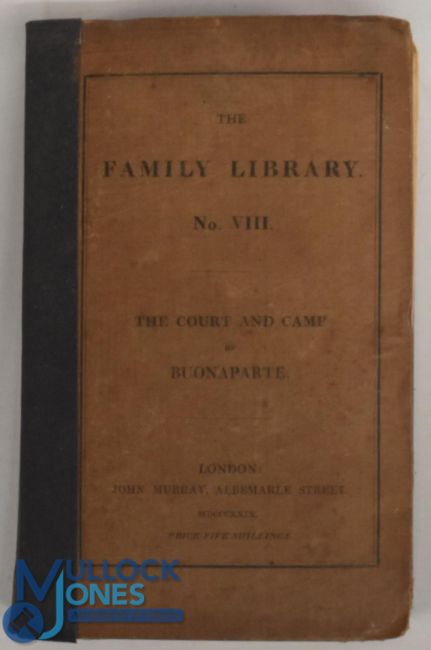 THE
FAMILY LIBRARY.
No. VIII.
THE COURT AND CAMP
OF
BUONAPARTE.
LONDON:
JOHN MURRAY, ALBEMARLE STREET.
MDCCCXXIX.
PRICE FIVE SHILLINGS.
MULLOCK
JONES